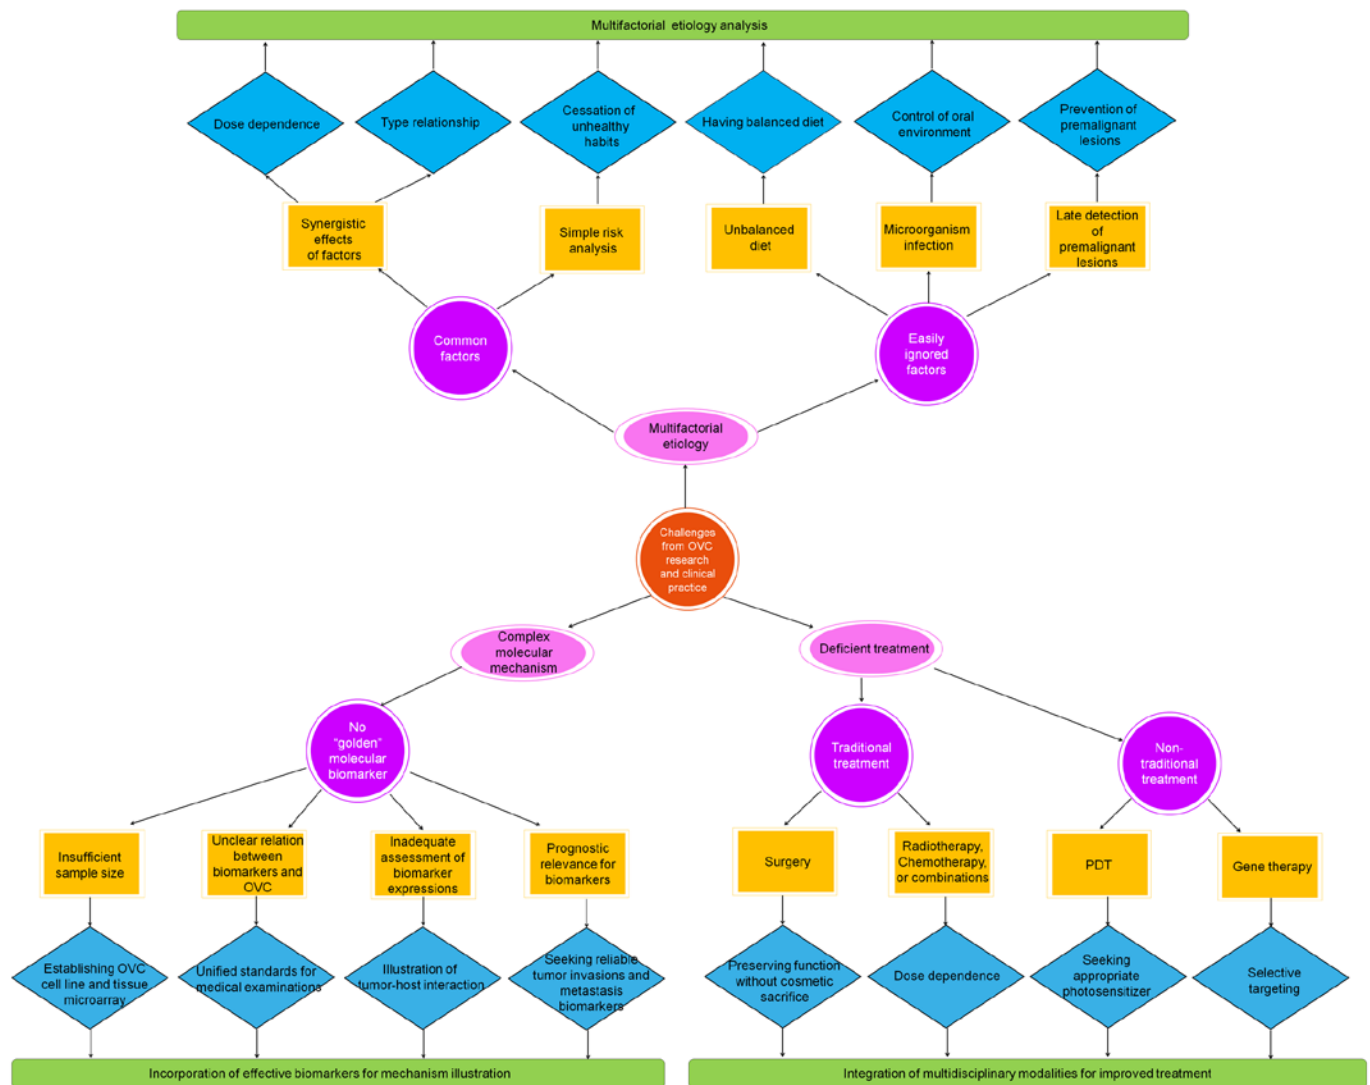 Multifactorial etiology analysis
Dose dependence
Type relationship
Cessation of
unhealthy
habits
Having balanced diet
Control of oral
environment
Prevention of
premalignant
lesions
Synergistic
effects
of factors
Simple risk
analysis
Unbalanced
diet
Microorganism
infection
Late detection
of
premalignant
lesions
Common
factors
Easily
ignored
factors
Multifactorial
etiology
Challenges
from OVC
research
and clinical
practice
Complex
molecular
mechanism
Deficient treatment
No
"golden"
molecular
biomarker
Traditional
treatment
Non-
traditional
treatment
Insufficient
sample size
Unclear relation
between
biomarkers and
OVC
Inadequate
assessment of
biomarker
expressions
Prognostic
relevance for
biomarkers
Surgery
Radiotherapy,
Chemotherapy,
or combinations
PDT
Gene therapy
Establishing OVC
cell line and tissue
microarray
Unified standards for
medical examinations
Illustration of
tumor-host interaction
Seeking reliable
tumor invasions and
metastasis
biomarkers
Preserving function
without cosmetic
sacrifice
Dose dependence
Seeking
appropriate
photosensitizer
Selective
targeting
Incorporation of effective biomarkers for mechanism illustration
Integration of multidisciplinary modalities for improved treatment